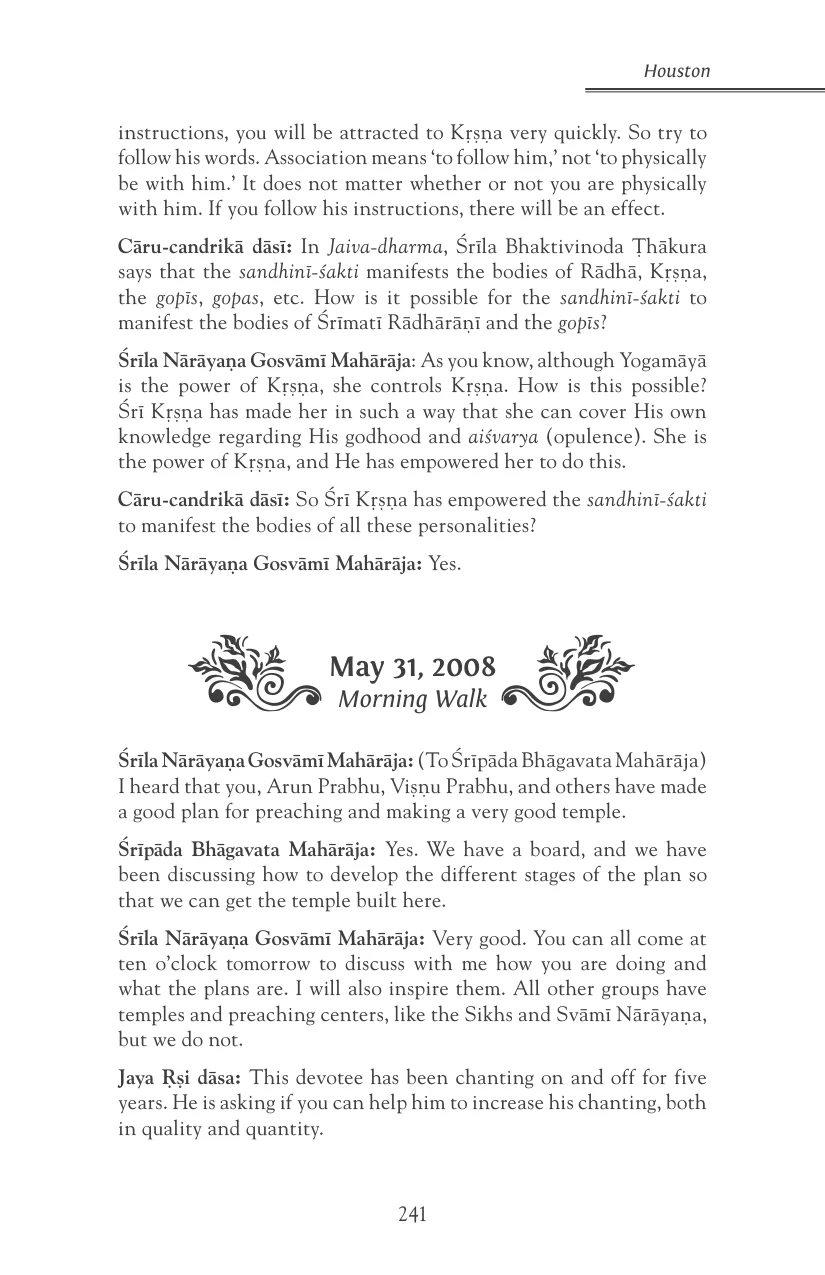 Houston
instructions, you will be attracted to Kṛṣṇa very quickly. So try to
follow his words. Association means ‘to follow him,’ not ‘to physically
be with him.’ It does not matter whether or not you are physically
with him. If you follow his instructions, there will be an effect.
Cāru-candrikā dāsī: In Jaiva-dharma, Śrīla Bhaktivinoda Ṭhākura
says that the sandhinī-śakti manifests the bodies of Rādhā, Kṛṣṇa,
the gopīs, gopas, etc. How is it possible for the sandhinī-śakti to
manifest the bodies of Śrīmatī Rādhārāṇī and the gopīs?
Śrīla Nārāyaṇa Gosvāmī Mahārāja: As you know, although Yogamāyā
is the power of Kṛṣṇa, she controls Kṛṣṇa. How is this possible?
Śrī Kṛṣṇa has made her in such a way that she can cover His own
knowledge regarding His godhood and aiśvarya (opulence). She is
the power of Kṛṣṇa, and He has empowered her to do this.
Cāru-candrikā dāsī: So Śrī Kṛṣṇa has empowered the sandhinī-śakti
to manifest the bodies of all these personalities?
Śrīla Nārāyaṇa Gosvāmī Mahārāja: Yes.
May 31, 2008
Morning Walk
Śrīla Nārāyaṇa Gosvāmī Mahārāja: (To Śrīpāda Bhāgavata Mahārāja)
I heard that you, Arun Prabhu, Viṣṇu Prabhu, and others have made
a good plan for preaching and making a very good temple.
Śrīpāda Bhāgavata Mahārāja: Yes. We have a board, and we have
been discussing how to develop the different stages of the plan so
that we can get the temple built here.
Śrīla Nārāyaṇa Gosvāmī Mahārāja: Very good. You can all come at
ten o’clock tomorrow to discuss with me how you are doing and
what the plans are. I will also inspire them. All other groups have
temples and preaching centers, like the Sikhs and Svāmī Nārāyaṇa,
but we do not.
Jaya Ṛṣi dāsa: This devotee has been chanting on and off for five
years. He is asking if you can help him to increase his chanting, both
in quality and quantity.
241